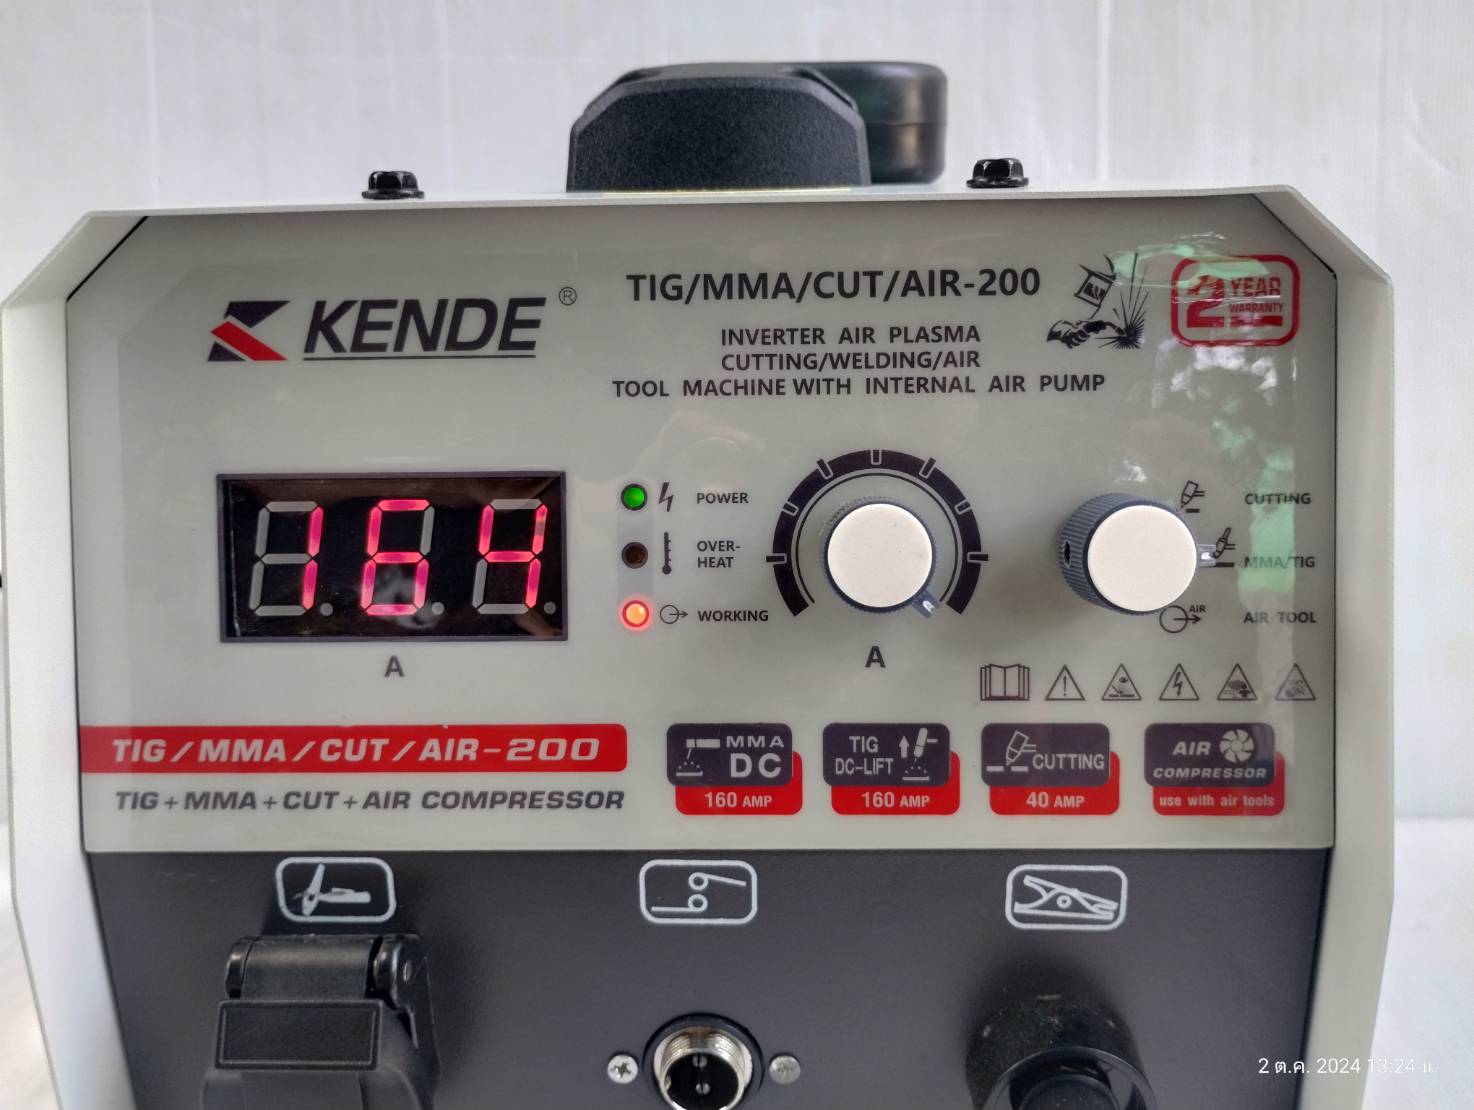 KENDE®
TIG/MMA/CUT/AIR-200
INVERTER AIR PLASMA
CUTTING/WELDING/AIR
TOOL MACHINE WITH INTERNAL AIR PUMP
2 YEAR
WARRANTY
164
A
POWER
OVER-
HEAT
WORKING
A
CUTTING
MMA/TIG
AIR
AIR TOOL
TIG/MMA/CUT/AIR-200
TIG+MMA+CUT+AIR COMPRESSOR
MMA
DC
160 AMP
TIG
DC-LIFT
160 AMP
CUTTING
40 AMP
AIR
COMPRESSOR
use with air tools
2 ต.ค. 2024 13:24 น.